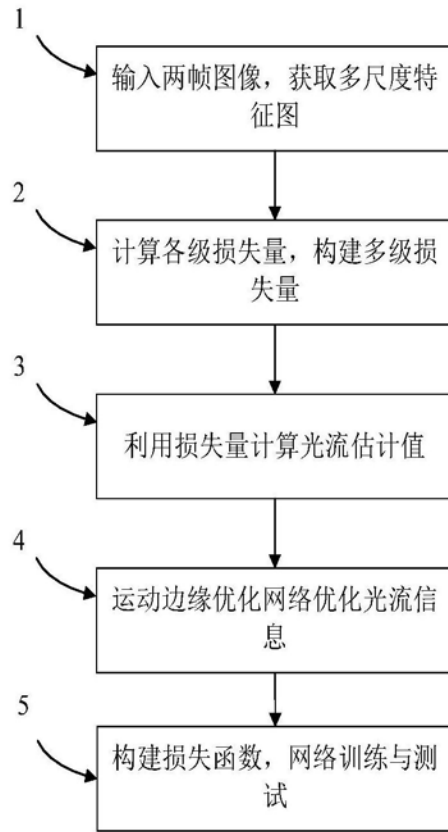 1
输入两帧图像，获取多尺度特
征图
2
计算各级损失量，构建多级损
失量
3
利用损失量计算光流估计值
4
运动边缘优化网络优化光流信
息
5
构建损失函数，网络训练与测
试